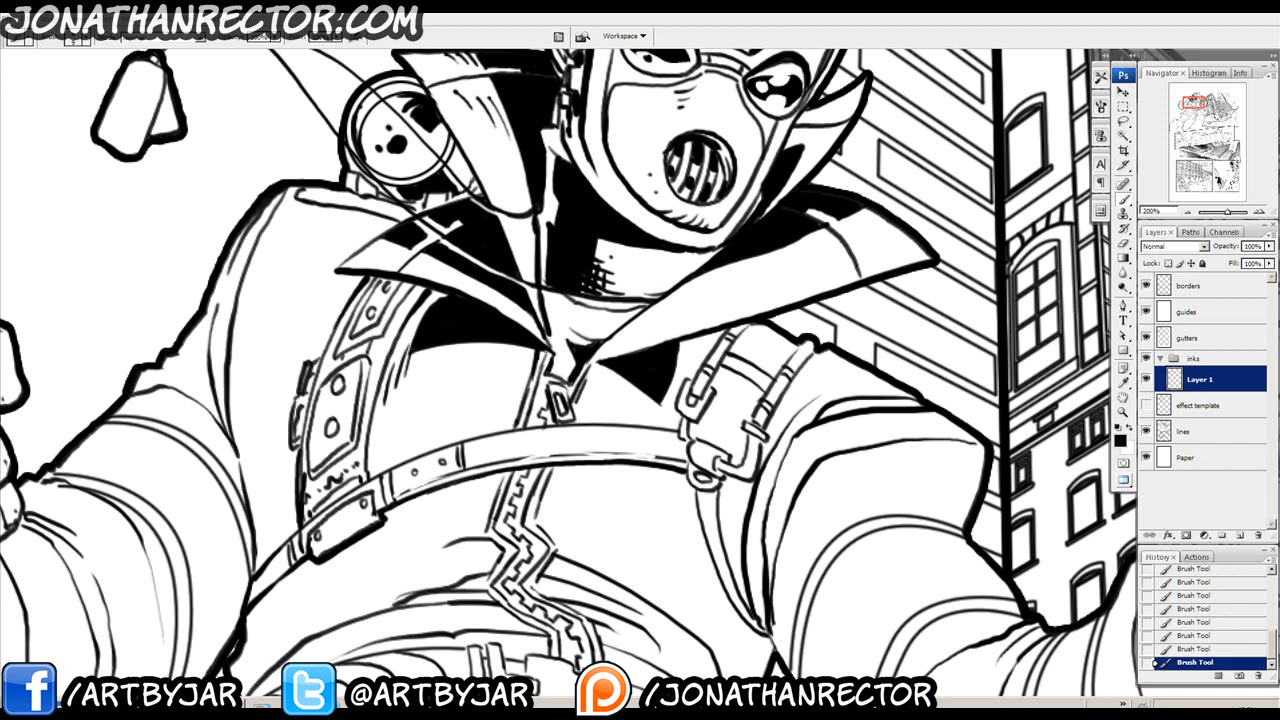 JONATHANRECTOR.COM
Workspace
Ps
Navigator × Histogram Info
200%
Layers × Paths Channels
Normal Opacity: 100%
Lock: Fill: 100%
borders
guides
gutters
inks
Layer 1
effect template
lines
Paper
History × Actions
Brush Tool
Brush Tool
Brush Tool
Brush Tool
Brush Tool
Brush Tool
Brush Tool
Brush Tool
/ARTBYJAR @ARTBYJAR /JONATHANRECTOR